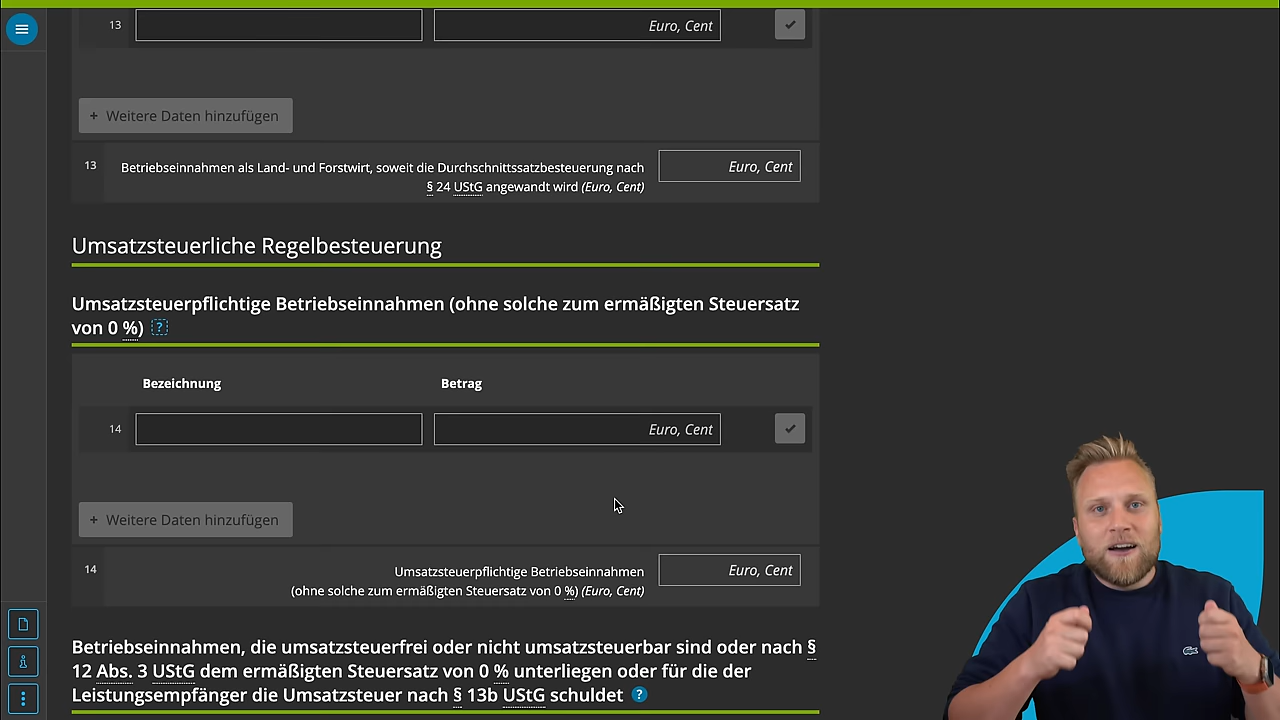 13 Euro, Cent
+ Weitere Daten hinzufügen
13 Betriebseinnahmen als Land- und Forstwirt, soweit die Durchschnittssatzbesteuerung nach Euro, Cent
§ 24 UStG angewandt wird (Euro, Cent)
Umsatzsteuerliche Regelbesteuerung
Umsatzsteuerpflichtige Betriebseinnahmen (ohne solche zum ermäßigten Steuersatz
von 0 %) ?
Bezeichnung Betrag
14 Euro, Cent
+ Weitere Daten hinzufügen
14 Umsatzsteuerpflichtige Betriebseinnahmen Euro, Cent
(ohne solche zum ermäßigten Steuersatz von 0 %) (Euro, Cent)
Betriebseinnahmen, die umsatzsteuerfrei oder nicht umsatzsteuerbar sind oder nach §
12 Abs. 3 UStG dem ermäßigten Steuersatz von 0 % unterliegen oder für die der
Leistungsempfänger die Umsatzsteuer nach § 13b UStG schuldet ?